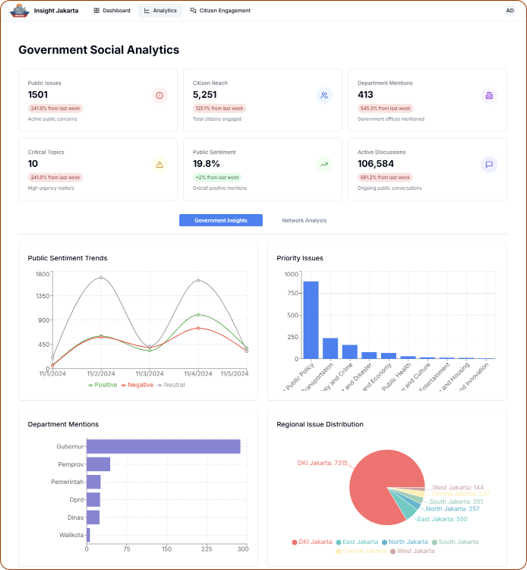 Insight Jakarta
Dashboard
Analytics
Citizen Engagement
AD
Government Social Analytics
Public Issues
1501
241.9% from last week
Active public concerns
Citizen Reach
5,251
125.1% from last week
Total citizens engaged
Department Mentions
413
545.3% from last week
Government offices mentioned
Critical Topics
10
241.9% from last week
High urgency matters
Public Sentiment
19.8%
+2% from last week
Overall positive mentions
Active Discussions
106,584
681.2% from last week
Ongoing public conversations
Government Insights
Network Analysis
Public Sentiment Trends
1800
1350
900
450
0
11/1/2024
11/2/2024
11/3/2024
11/4/2024
11/5/2024
Positive
Negative
Neutral
Priority Issues
1000
750
500
250
0
Public Policy
Transportation
and Crime
and Disaster
and Economy
Public Health
on and Culture
Entertainment
and Housing
and Innovation
Department Mentions
Gubernur
Pemprov
Pemerintah
Dprd
Dinas
Walikota
0
75
150
225
300
Regional Issue Distribution
DKI Jakarta: 7315
West Jakarta: 144
South Jakarta: 251
North Jakarta: 257
East Jakarta: 550
DKI Jakarta
East Jakarta
North Jakarta
South Jakarta
Central Jakarta
West Jakarta